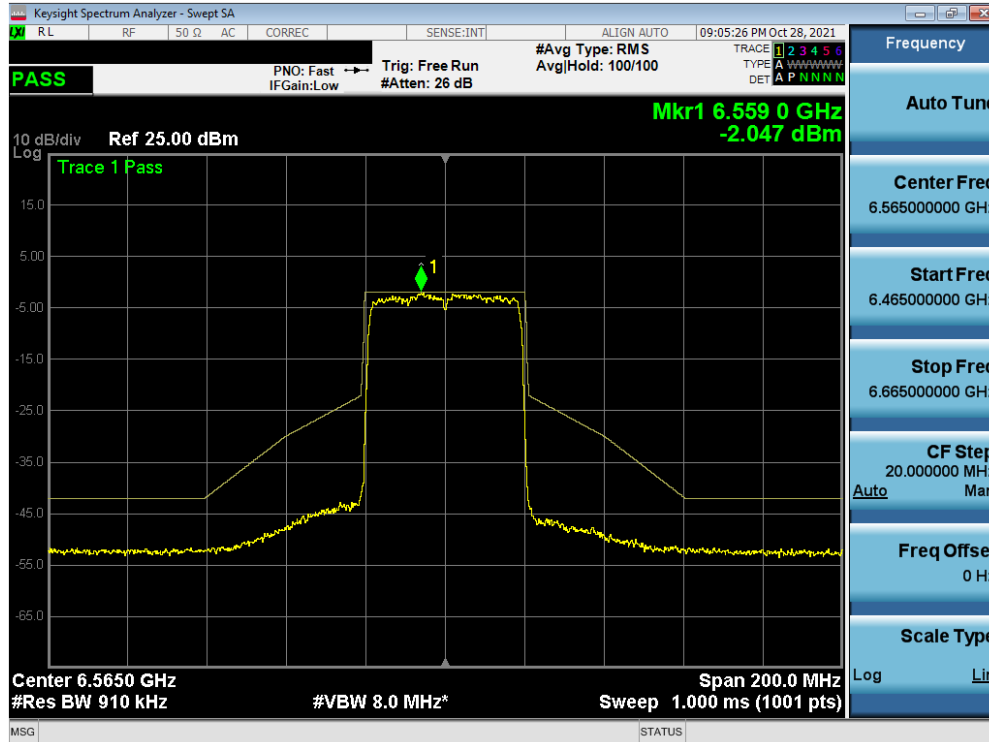 Keysight Spectrum Analyzer - Swept SA
LXI RL RF 50 Ω AC CORREC SENSE:INT ALIGN AUTO 09:05:26 PM Oct 28, 2021
PASS
PNO: Fast
IFGain:Low
Trig: Free Run
#Atten: 26 dB
#Avg Type: RMS
Avg|Hold: 100/100
TRACE 1 2 3 4 5 6
TYPE A WWWWW
DET A P N N N N
Mkr1 6.559 0 GHz
-2.047 dBm
10 dB/div Ref 25.00 dBm
Log
Trace 1 Pass
1
15.0
5.00
-5.00
-15.0
-25.0
-35.0
-45.0
-55.0
-65.0
Center 6.5650 GHz Span 200.0 MHz
#Res BW 910 kHz #VBW 8.0 MHz* Sweep 1.000 ms (1001 pts)
MSG STATUS
Frequency
Auto Tune
Center Freq
6.565000000 GHz
Start Freq
6.465000000 GHz
Stop Freq
6.665000000 GHz
CF Step
20.000000 MHz
Auto Man
Freq Offset
0 Hz
Scale Type
Log Lin